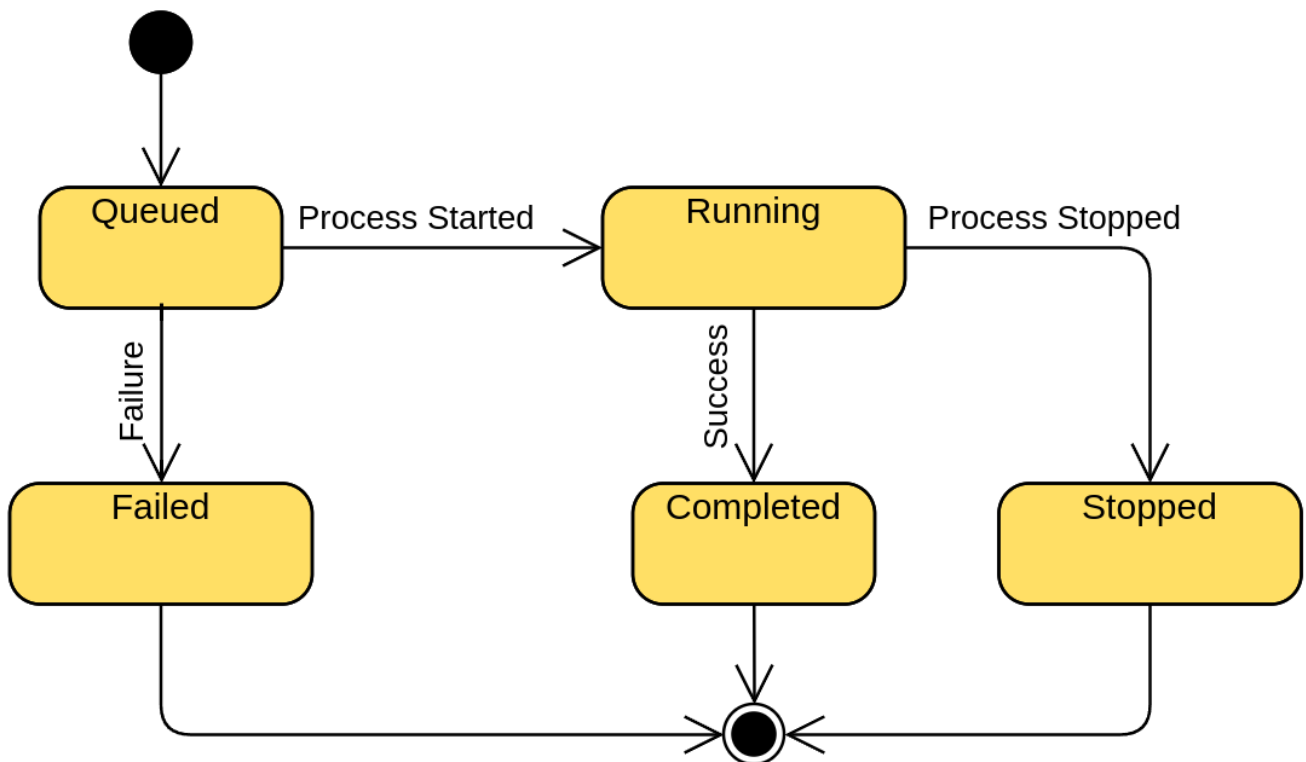 Queued
Process Started
Running
Process Stopped
Failure
Success
Failed
Completed
Stopped